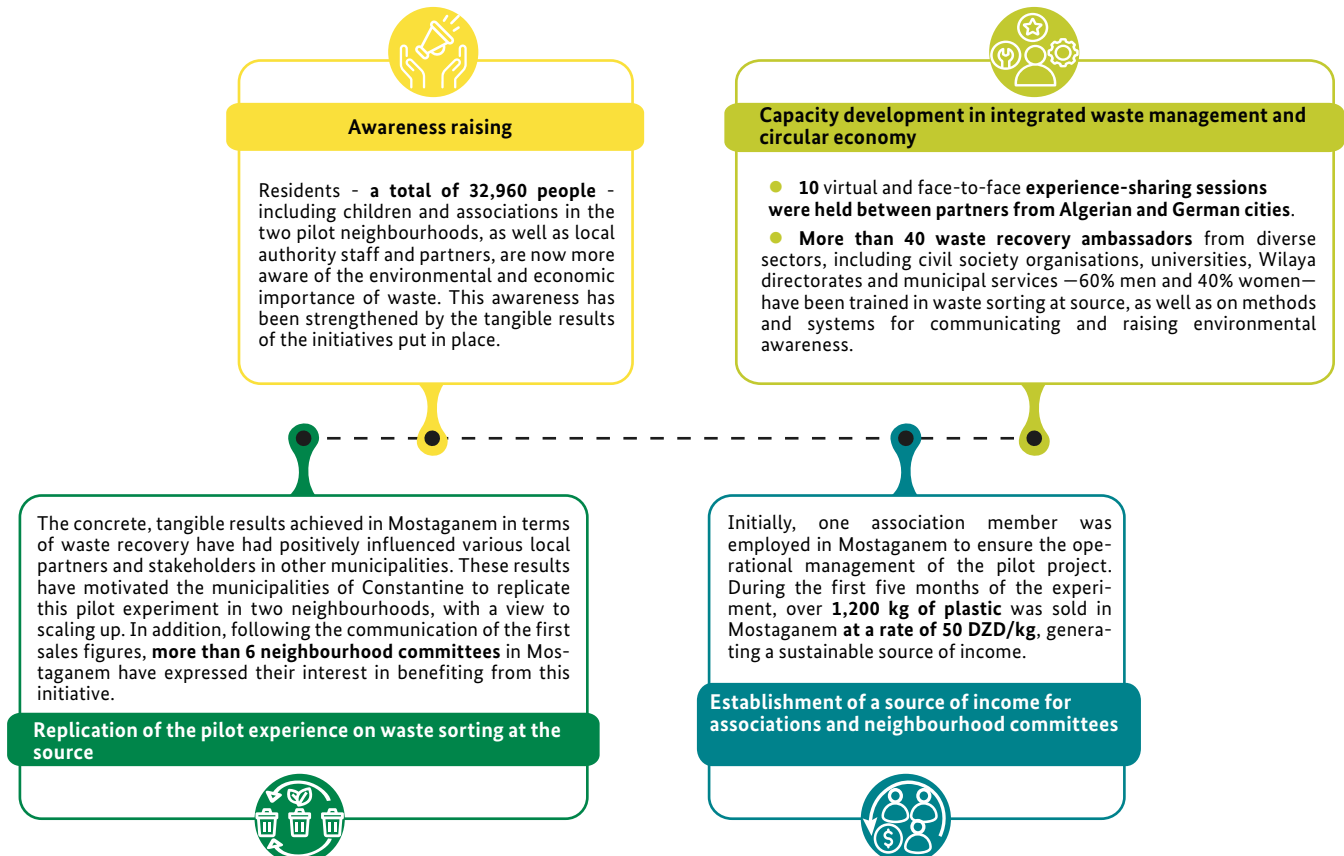 Awareness raising
Residents - a total of 32,960 people -
including children and associations in the
two pilot neighbourhoods, as well as local
authority staff and partners, are now more
aware of the environmental and economic
importance of waste. This awareness has
been strengthened by the tangible results
of the initiatives put in place.
Capacity development in integrated waste management and
circular economy
● 10 virtual and face-to-face experience-sharing sessions
were held between partners from Algerian and German cities.
● More than 40 waste recovery ambassadors from diverse
sectors, including civil society organisations, universities, Wilaya
directorates and municipal services —60% men and 40% women—
have been trained in waste sorting at source, as well as on methods
and systems for communicating and raising environmental
awareness.
The concrete, tangible results achieved in Mostaganem in terms
of waste recovery have had positively influenced various local
partners and stakeholders in other municipalities. These results
have motivated the municipalities of Constantine to replicate
this pilot experiment in two neighbourhoods, with a view to
scaling up. In addition, following the communication of the first
sales figures, more than 6 neighbourhood committees in Mos-
taganem have expressed their interest in benefiting from this
initiative.
Replication of the pilot experience on waste sorting at the
source
Initially, one association member was
employed in Mostaganem to ensure the ope-
rational management of the pilot project.
During the first five months of the experi-
ment, over 1,200 kg of plastic was sold in
Mostaganem at a rate of 50 DZD/kg, genera-
ting a sustainable source of income.
Establishment of a source of income for
associations and neighbourhood committees
$